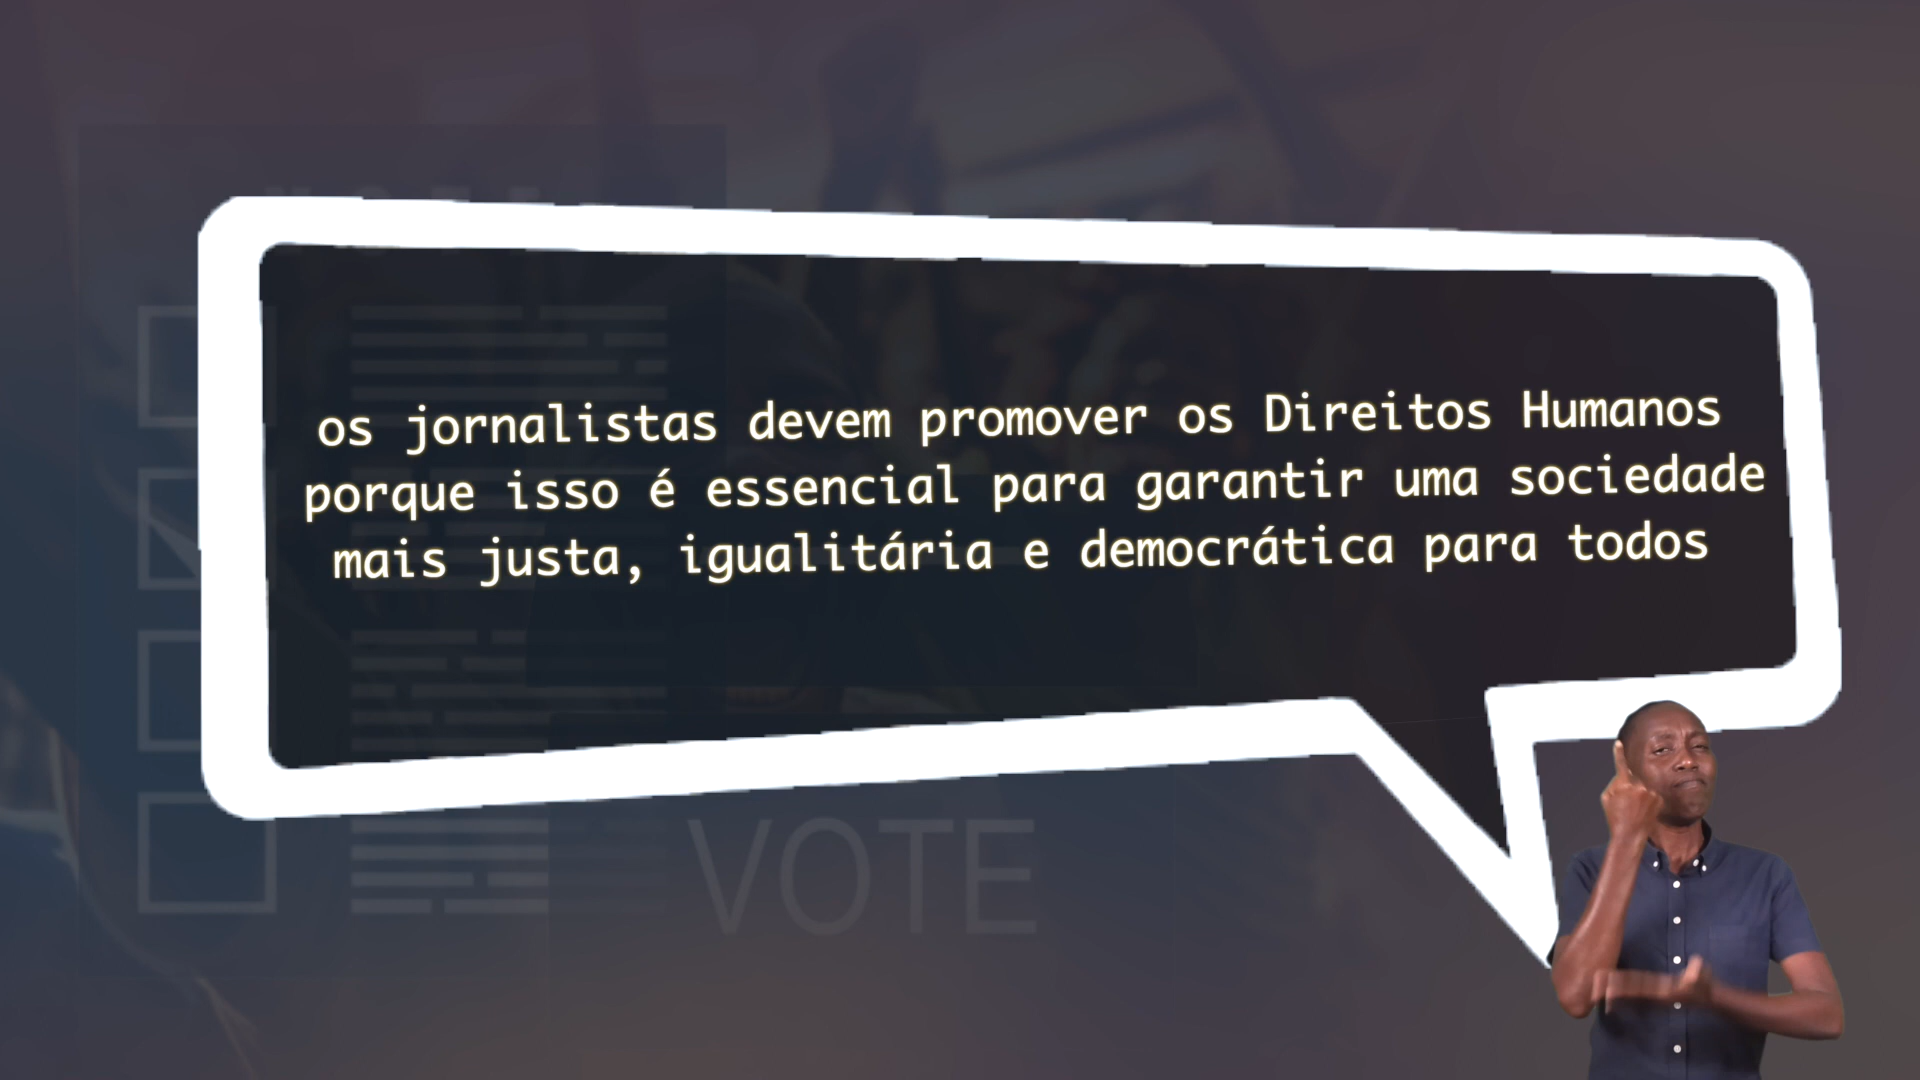 os jornalistas devem promover os Direitos Humanos
porque isso é essencial para garantir uma sociedade
mais justa, igualitária e democrática para todos
VOTE